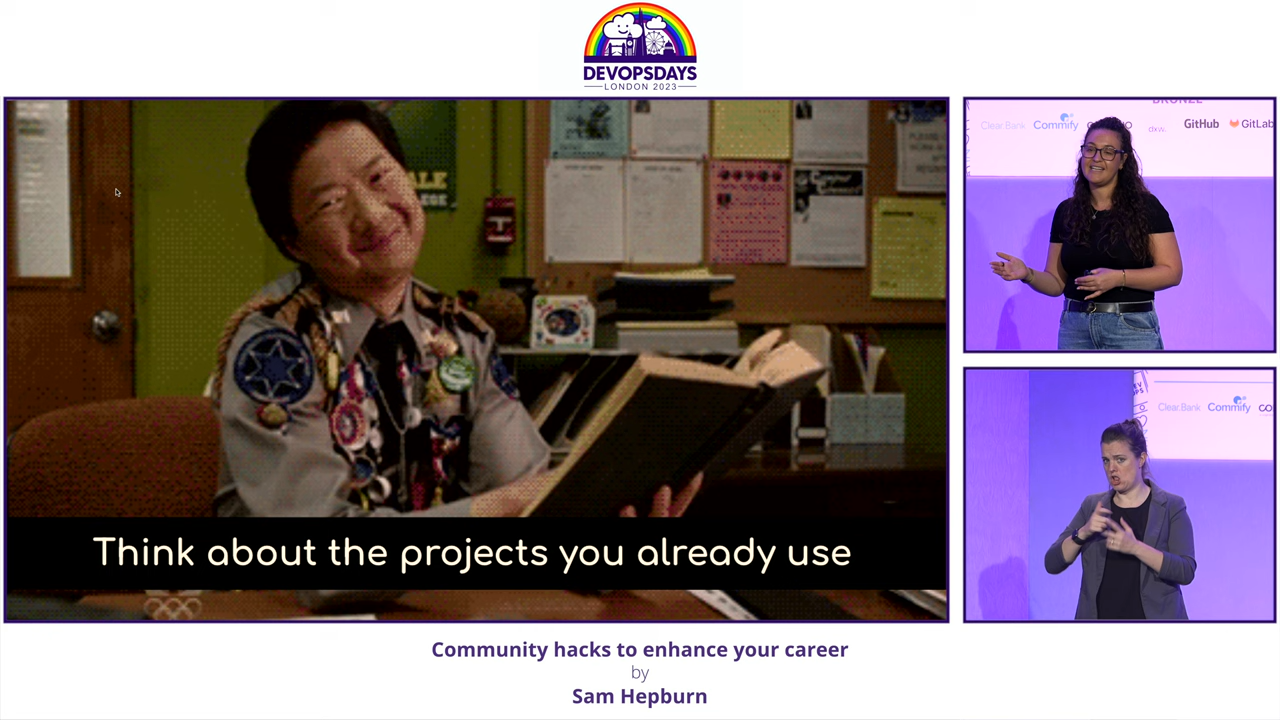 DEVOPSDAYS
LONDON 2023
Think about the projects you already use
BRONZE
Clear.Bank Commify
dxw. GitHub GitLab
Clear.Bank Commify
Community hacks to enhance your career
by
Sam Hepburn